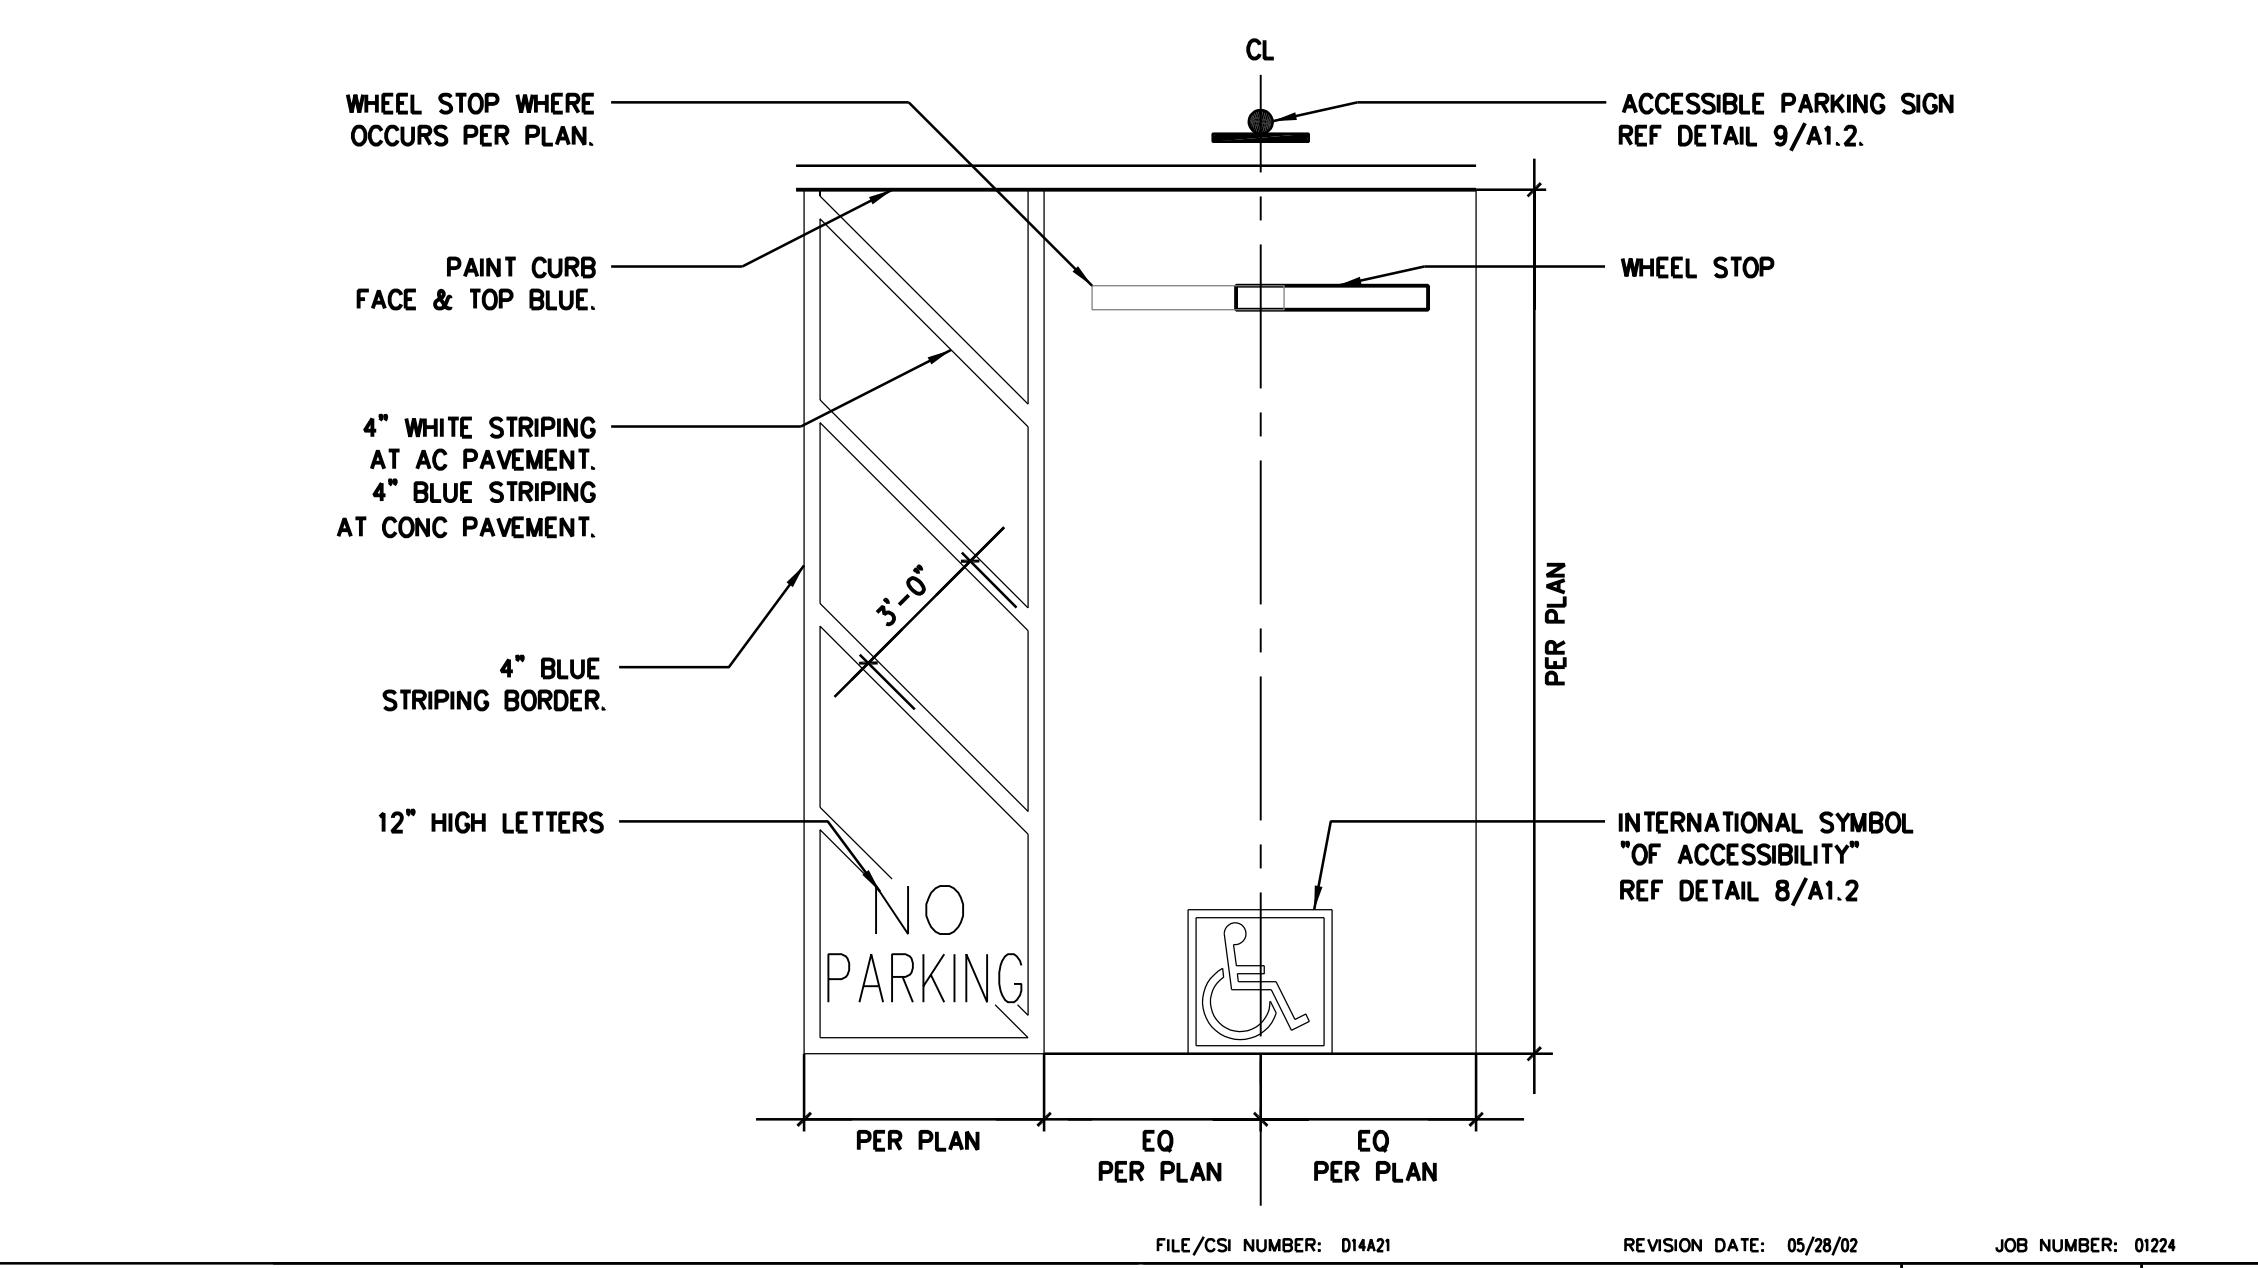 CL
WHEEL STOP WHERE
OCCURS PER PLAN.
ACCESSIBLE PARKING SIGN
REF DETAIL 9/A1.2.
PAINT CURB
FACE & TOP BLUE.
WHEEL STOP
4" WHITE STRIPING
AT AC PAVEMENT.
4" BLUE STRIPING
AT CONC PAVEMENT.
3'-0"
PER PLAN
4" BLUE
STRIPING BORDER.
12" HIGH LETTERS
INTERNATIONAL SYMBOL
"OF ACCESSIBILITY"
REF DETAIL 8/A1.2
NO
PARKING
PER PLAN
EQ
PER PLAN
EQ
PER PLAN
FILE/CSI NUMBER: D14A21
REVISION DATE: 05/28/02
JOB NUMBER: 01224